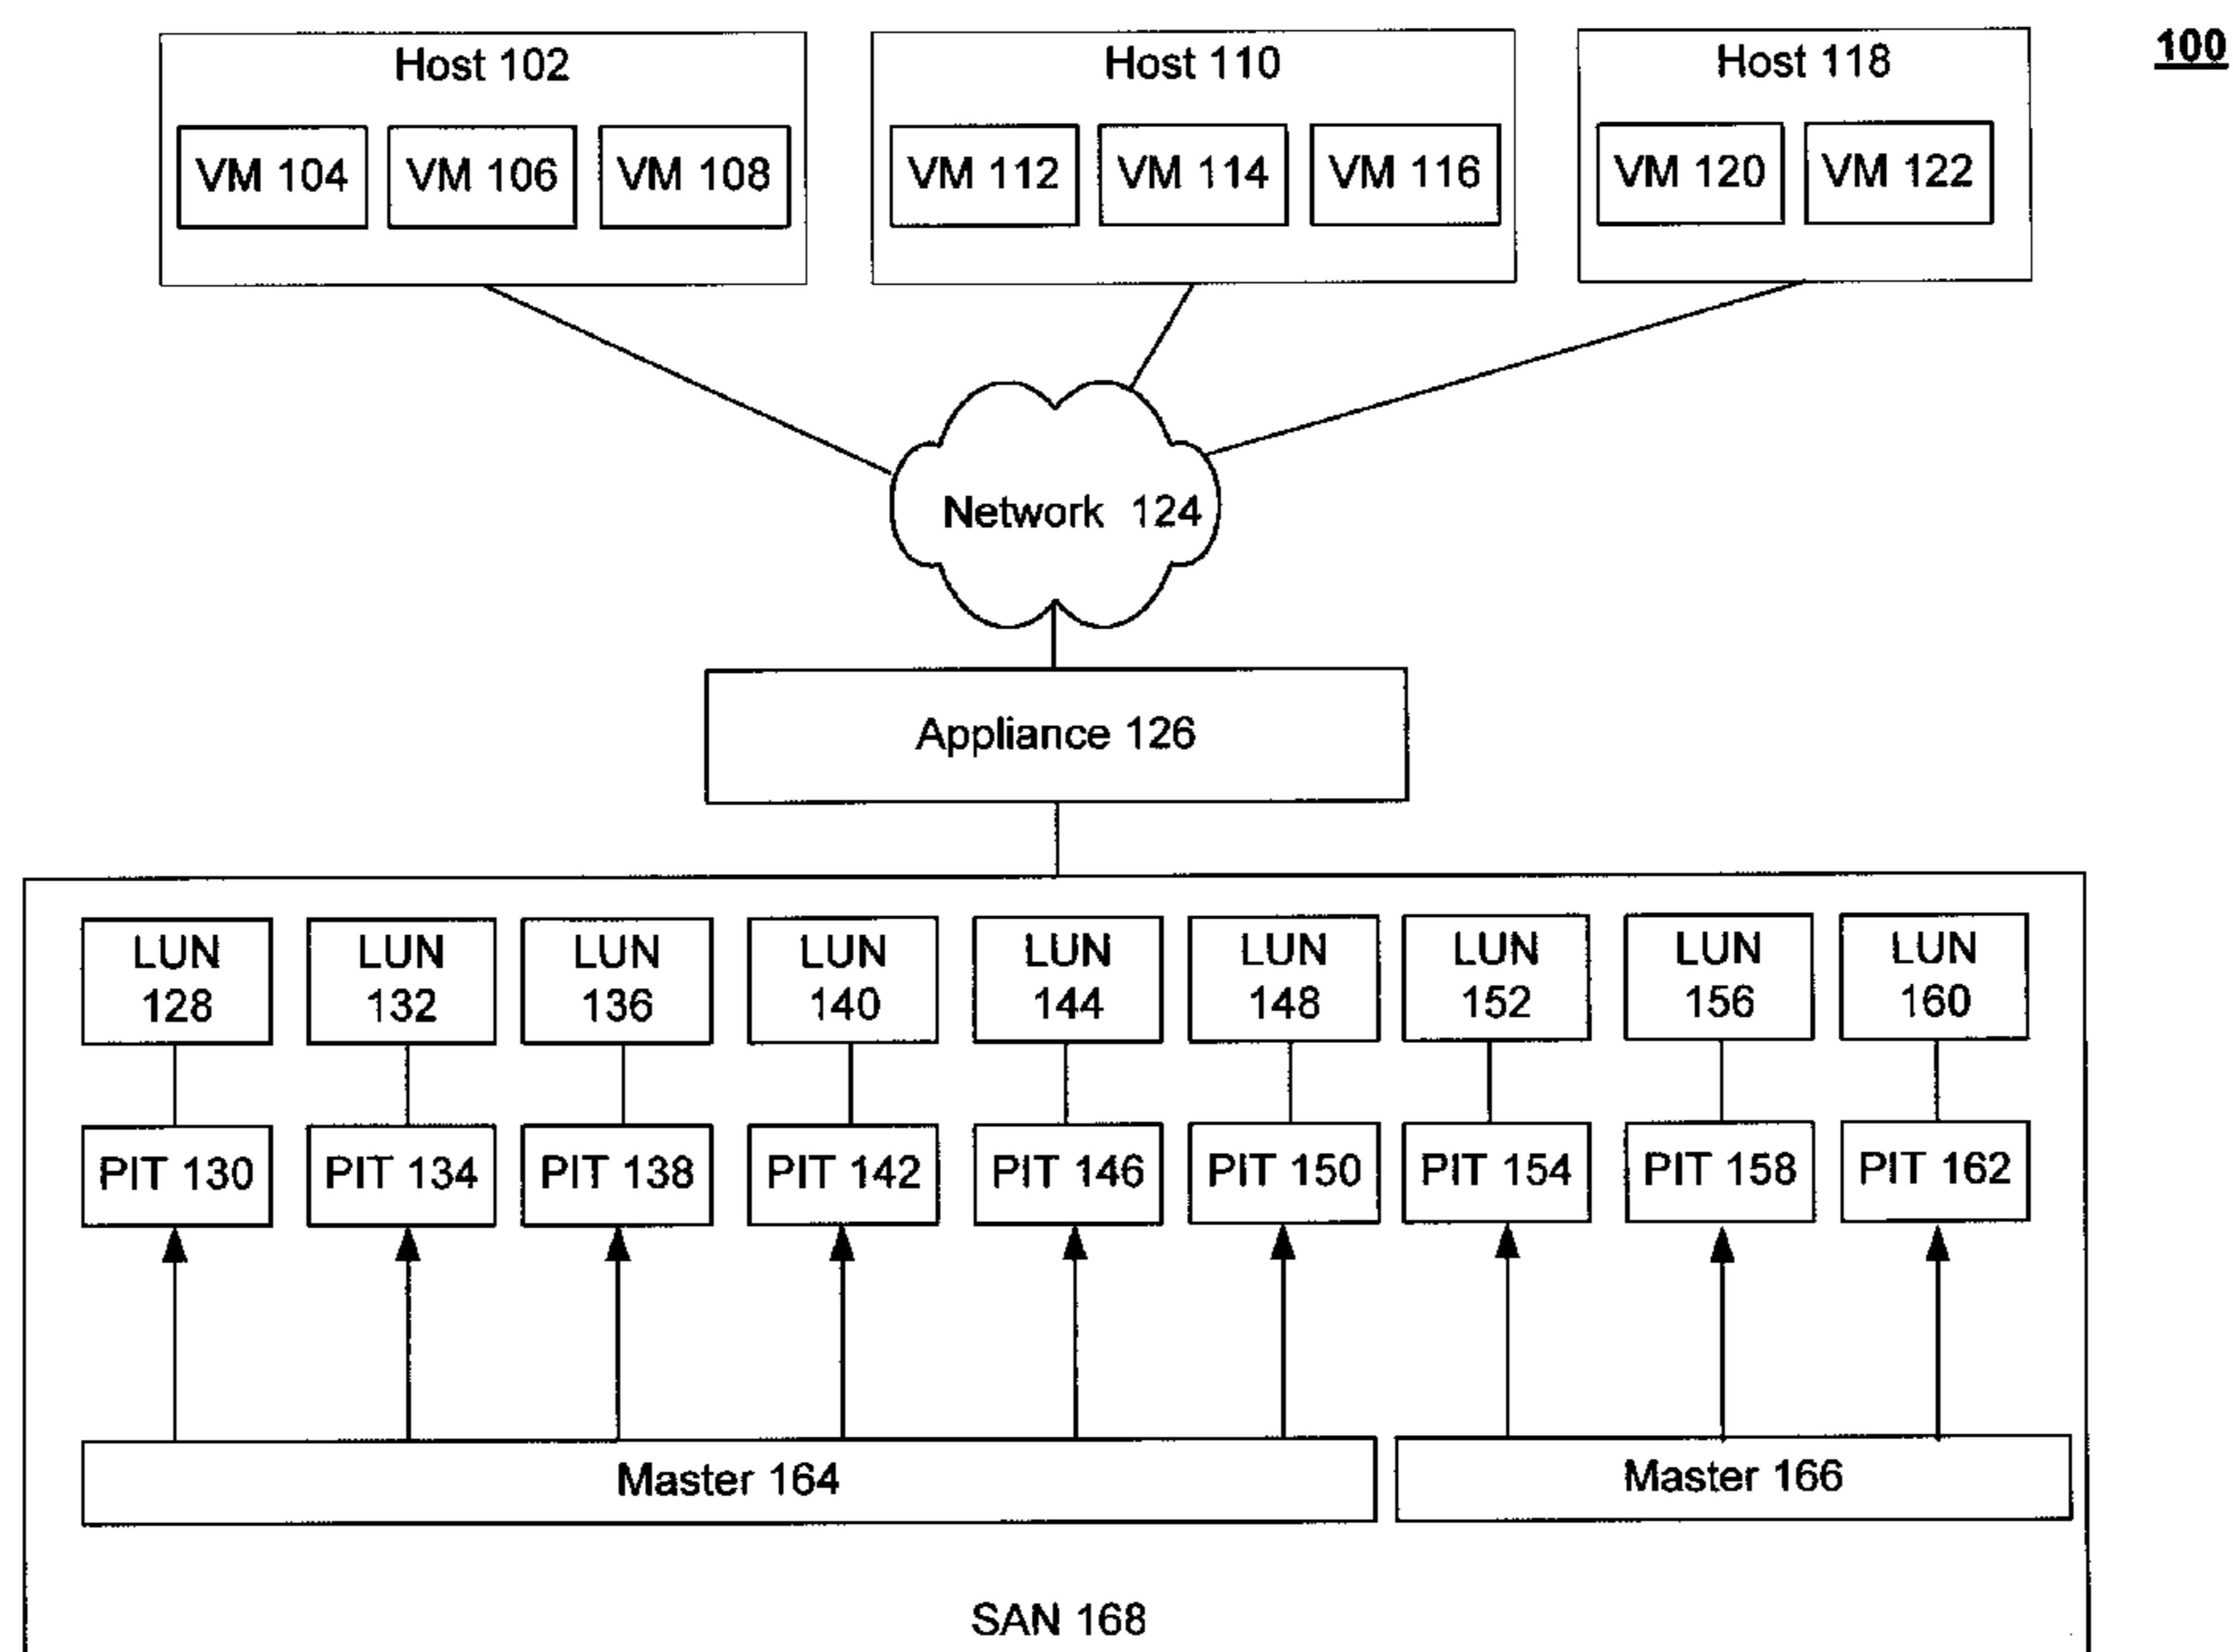 100
Host 102
Host 110
Host 118
VM 104
VM 106
VM 108
VM 112
VM 114
VM 116
VM 120
VM 122
Network 124
Appliance 126
LUN
128
LUN
132
LUN
136
LUN
140
LUN
144
LUN
148
LUN
152
LUN
156
LUN
160
PIT 130
PIT 134
PIT 138
PIT 142
PIT 146
PIT 150
PIT 154
PIT 158
PIT 162
Master 164
Master 166
SAN 168